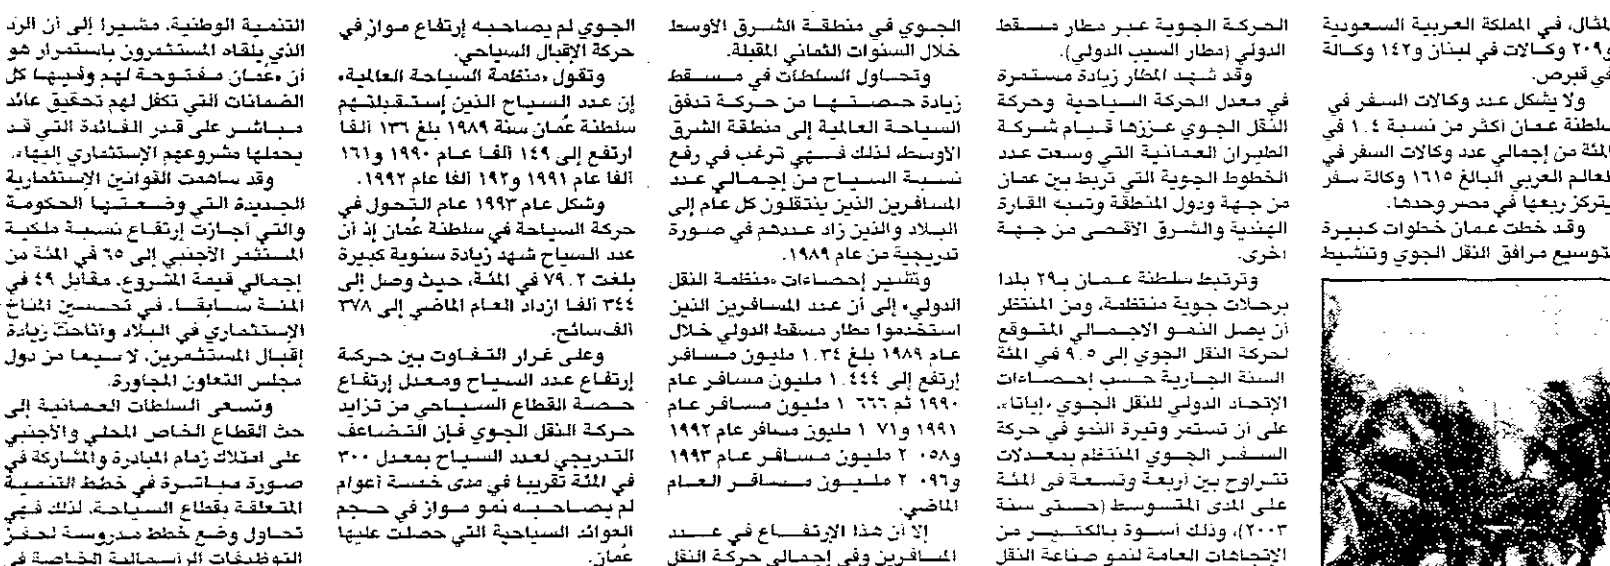 المثال، في المملكة العربية السعودية
و٢٠٩ وكالات في لبنان و١٤٢ وكالة
في قبرص.
ولا يشكل عدد وكالات السفر في
سلطنة عمان أكثر من نسبة ١.٤ في
المئة من إجمالي عدد وكالات السفر في
العالم العربي البالغ ١٦١٥ وكالة سفر
يتركز ربعها في مصر وحدها.
وقد خطت عمان خطوات كبيرة
لتوسيع مرافق النقل الجوي وتنشيط
الحركة الجوية عبر مطار مسقط
الدولي (مطار السيب الدولي).
وقد شهد المطار زيادة مستمرة
في معدل الحركة السياحية وحركة
النقل الجوي عززها قيام شركة
الطيران العمانية التي وسعت عدد
الخطوط الجوية التي تربط بين عمان
من جهة ودول المنطقة وشبه القارة
الهندية والشرق الأقصى من جهة
اخرى.
وترتبط سلطنة عمان بـ٢٩ بلدا
برحلات جوية منتظمة، ومن المنتظر
أن يصل النمو الاجمالي المتوقع
لحركة النقل الجوي إلى ٩.٥ في المئة
السنة الجارية حسب إحصاءات
الإتحاد الدولي للنقل الجوي «إياتا»،
على أن تستمر وتيرة النمو في حركة
السفر الجوي المنتظم بمعدلات
تتراوح بين أربعة وتسعة في المئة
على المدى المتوسط (حتى سنة
٢٠٠٣)، وذلك أسوة بالكثير من
الإتجاهات العامة لنمو صناعة النقل
الجوي في منطقة الشرق الأوسط
خلال السنوات الثماني المقبلة.
وتحاول السلطات في مسقط
زيادة حصتها من حركة تدفق
السياحة العالمية إلى منطقة الشرق
الأوسط، لذلك فهي ترغب في رفع
نسبة السياح من إجمالي عدد
المسافرين الذين ينتقلون كل عام إلى
البلاد والذين زاد عددهم في صورة
تدريجية من عام ١٩٨٩.
وتشير إحصاءات «منظمة النقل
الدولي» إلى أن عدد المسافرين الذين
استخدموا مطار مسقط الدولي خلال
عام ١٩٨٩ بلغ ١.٣٤ مليون مسافر
إرتفع إلى ١.٤٤٤ مليون مسافر عام
١٩٩٠ ثم ١.٦٦٦ مليون مسافر عام
١٩٩١ و١.٧١ مليون مسافر عام ١٩٩٢
و٢.٠٥٨ مليون مسافر عام ١٩٩٣
و٢.٠٩٦ مليون مسافر العام
الماضي.
إلا أن هذا الإرتفاع في عدد
المسافرين وفي إجمالي حركة النقل
الجوي لم يصاحبه إرتفاع مواز في
حركة الإقبال السياحي.
وتقول «منظمة السياحة العالمية»
إن عدد السياح الذين إستقبلتهم
سلطنة عُمان سنة ١٩٨٩ بلغ ١٣٦ الفا
ارتفع إلى ١٤٩ الفا عام ١٩٩٠ و١٦١
ألفا عام ١٩٩١ و١٩٢ ألفا عام ١٩٩٢.
وشكل عام ١٩٩٣ عام التحول في
حركة السياحة في سلطنة عُمان إذ أن
عدد السياح شهد زيادة سنوية كبيرة
بلغت ٧٩.٢ في المئة، حيث وصل إلى
٣٤٤ ألفا ازداد العام الماضي إلى ٣٧٨
ألف سائح.
وعلى غرار التفاوت بين حركة
إرتفاع عدد السياح ومعدل إرتفاع
حصة القطاع السياحي من تزايد
حركة النقل الجوي فإن التضاعف
التدريجي لعدد السياح بمعدل ٣٠٠
في المئة تقريبا في مدى خمسة أعوام
لم يصاحبه نمو مواز في حجم
العوائد السياحية التي حصلت عليها
عُمان.
التنمية الوطنية، مشيرا إلى أن الرد
الذي يلقاه المستثمرون باستمرار هو
أن «عمان مفتوحة لهم وفيها كل
الضمانات التي تكفل لهم تحقيق عائد
مباشر على قدر الفائدة التي قد
يحملها مشروعهم الإستثماري إليها».
وقد ساهمت القوانين الإستثمارية
الجديدة التي وضعتها الحكومة
والتي أجازت إرتفاع نسبة ملكية
المستثمر الأجنبي إلى ٦٥ في المئة من
إجمالي قيمة المشروع، مقابل ٤٩ في
المئة سابقا، في تحسين المناخ
الإستثماري في البلاد وأتاحت زيادة
إقبال المستثمرين، لا سيما من دول
مجلس التعاون المجاورة.
وتسعى السلطات العمانية إلى
حث القطاع الخاص المحلي والأجنبي
على امتلاك زمام المبادرة والمشاركة في
صورة مباشرة في خطط التنمية
المتعلقة بقطاع السياحة، لذلك فهي
تحاول وضع خطط مدروسة لحفز
التوظيفات الرأسمالية الخاصة في